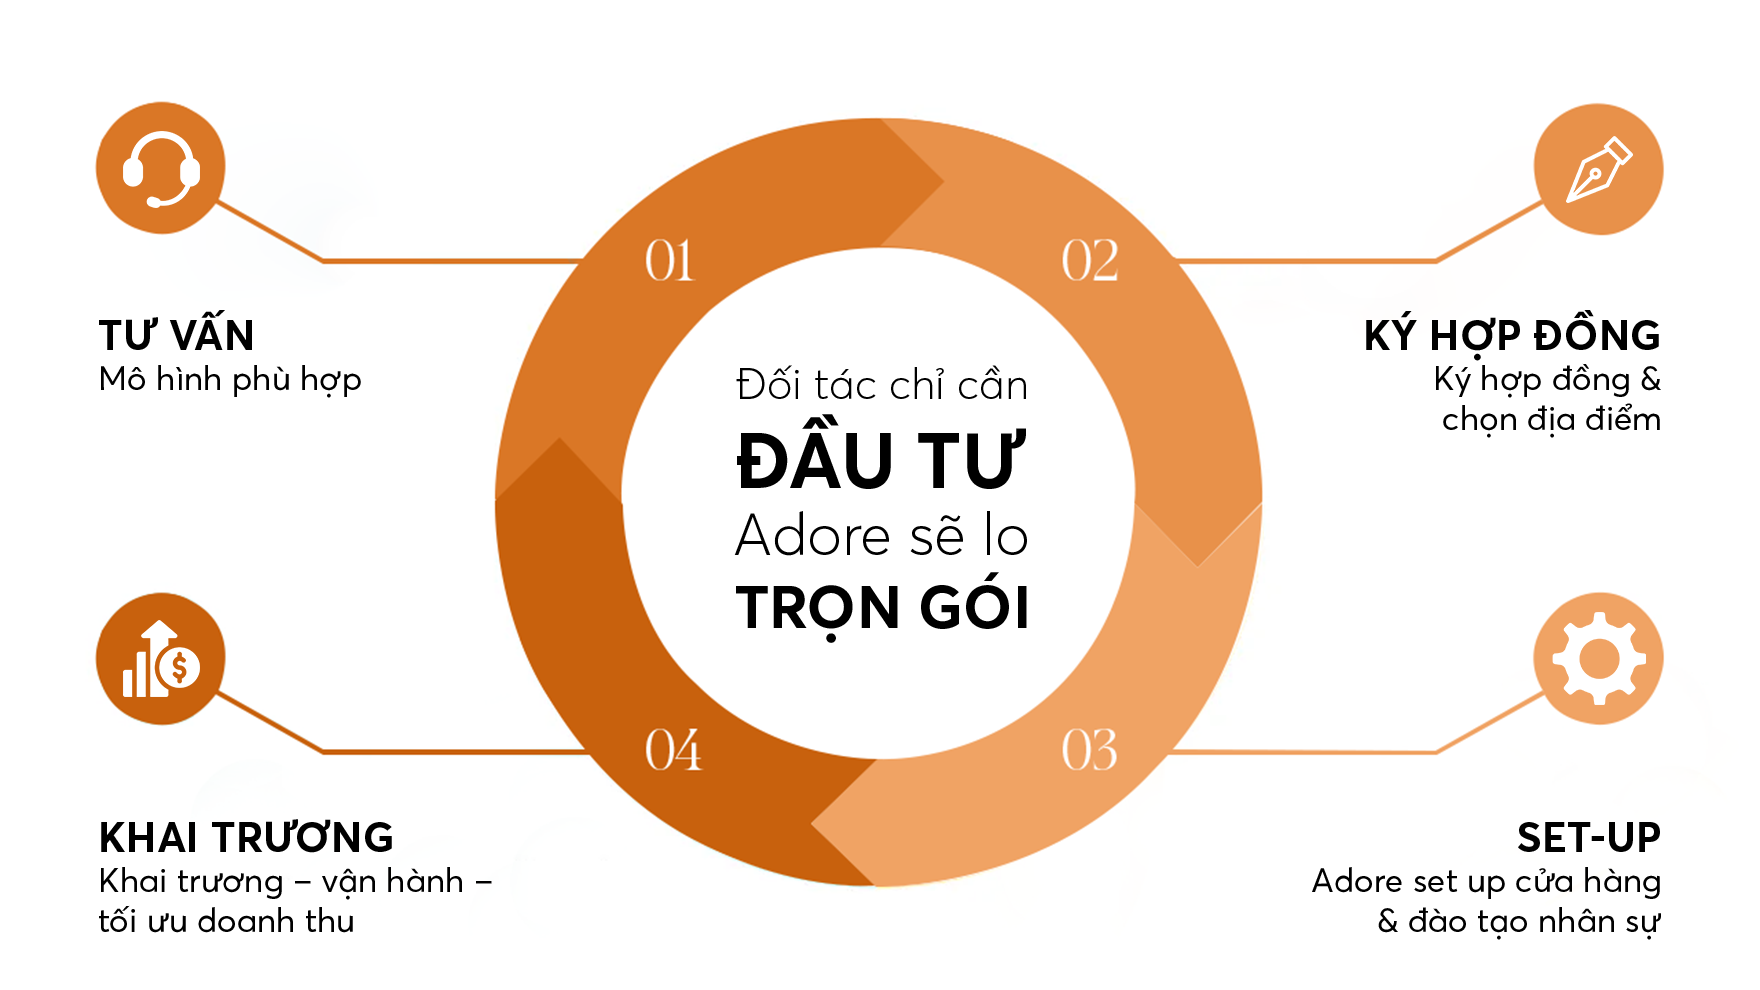 01
TƯ VẤN
Mô hình phù hợp
02
KÝ HỢP ĐỒNG
Ký hợp đồng &
chọn địa điểm
Đối tác chỉ cần
ĐẦU TƯ
Adore sẽ lo
TRỌN GÓI
03
SET-UP
Adore set up cửa hàng
& đào tạo nhân sự
04
KHAI TRƯƠNG
Khai trương – vận hành –
tối ưu doanh thu
$